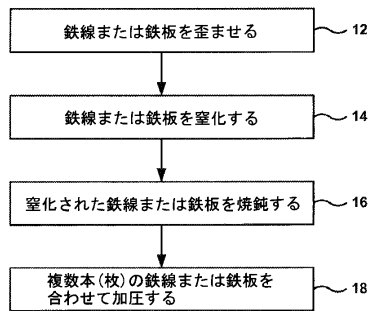 鉄線または鉄板を歪ませる 12
鉄線または鉄板を窒化する 14
窒化された鉄線または鉄板を焼鈍する 16
複数本(枚)の鉄線または鉄板を
合わせて加圧する 18